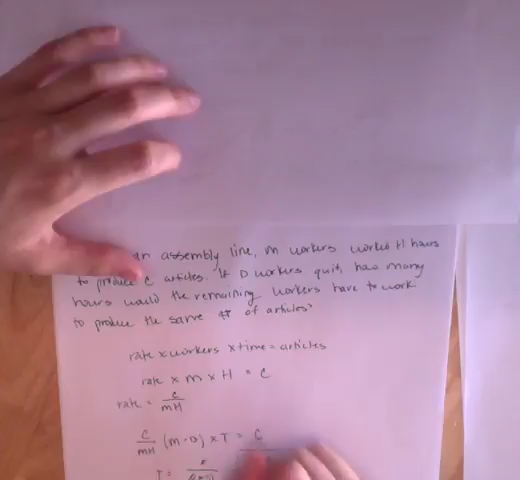 an assembly line, m workers worked H hours
to produce C articles. If D workers quit, how many
hours would the remaining workers have to work
to produce the same # of articles?
rate x workers x time = articles
rate x m x H = C
rate = C/mH
C/mH (m-D) x T = C
T =